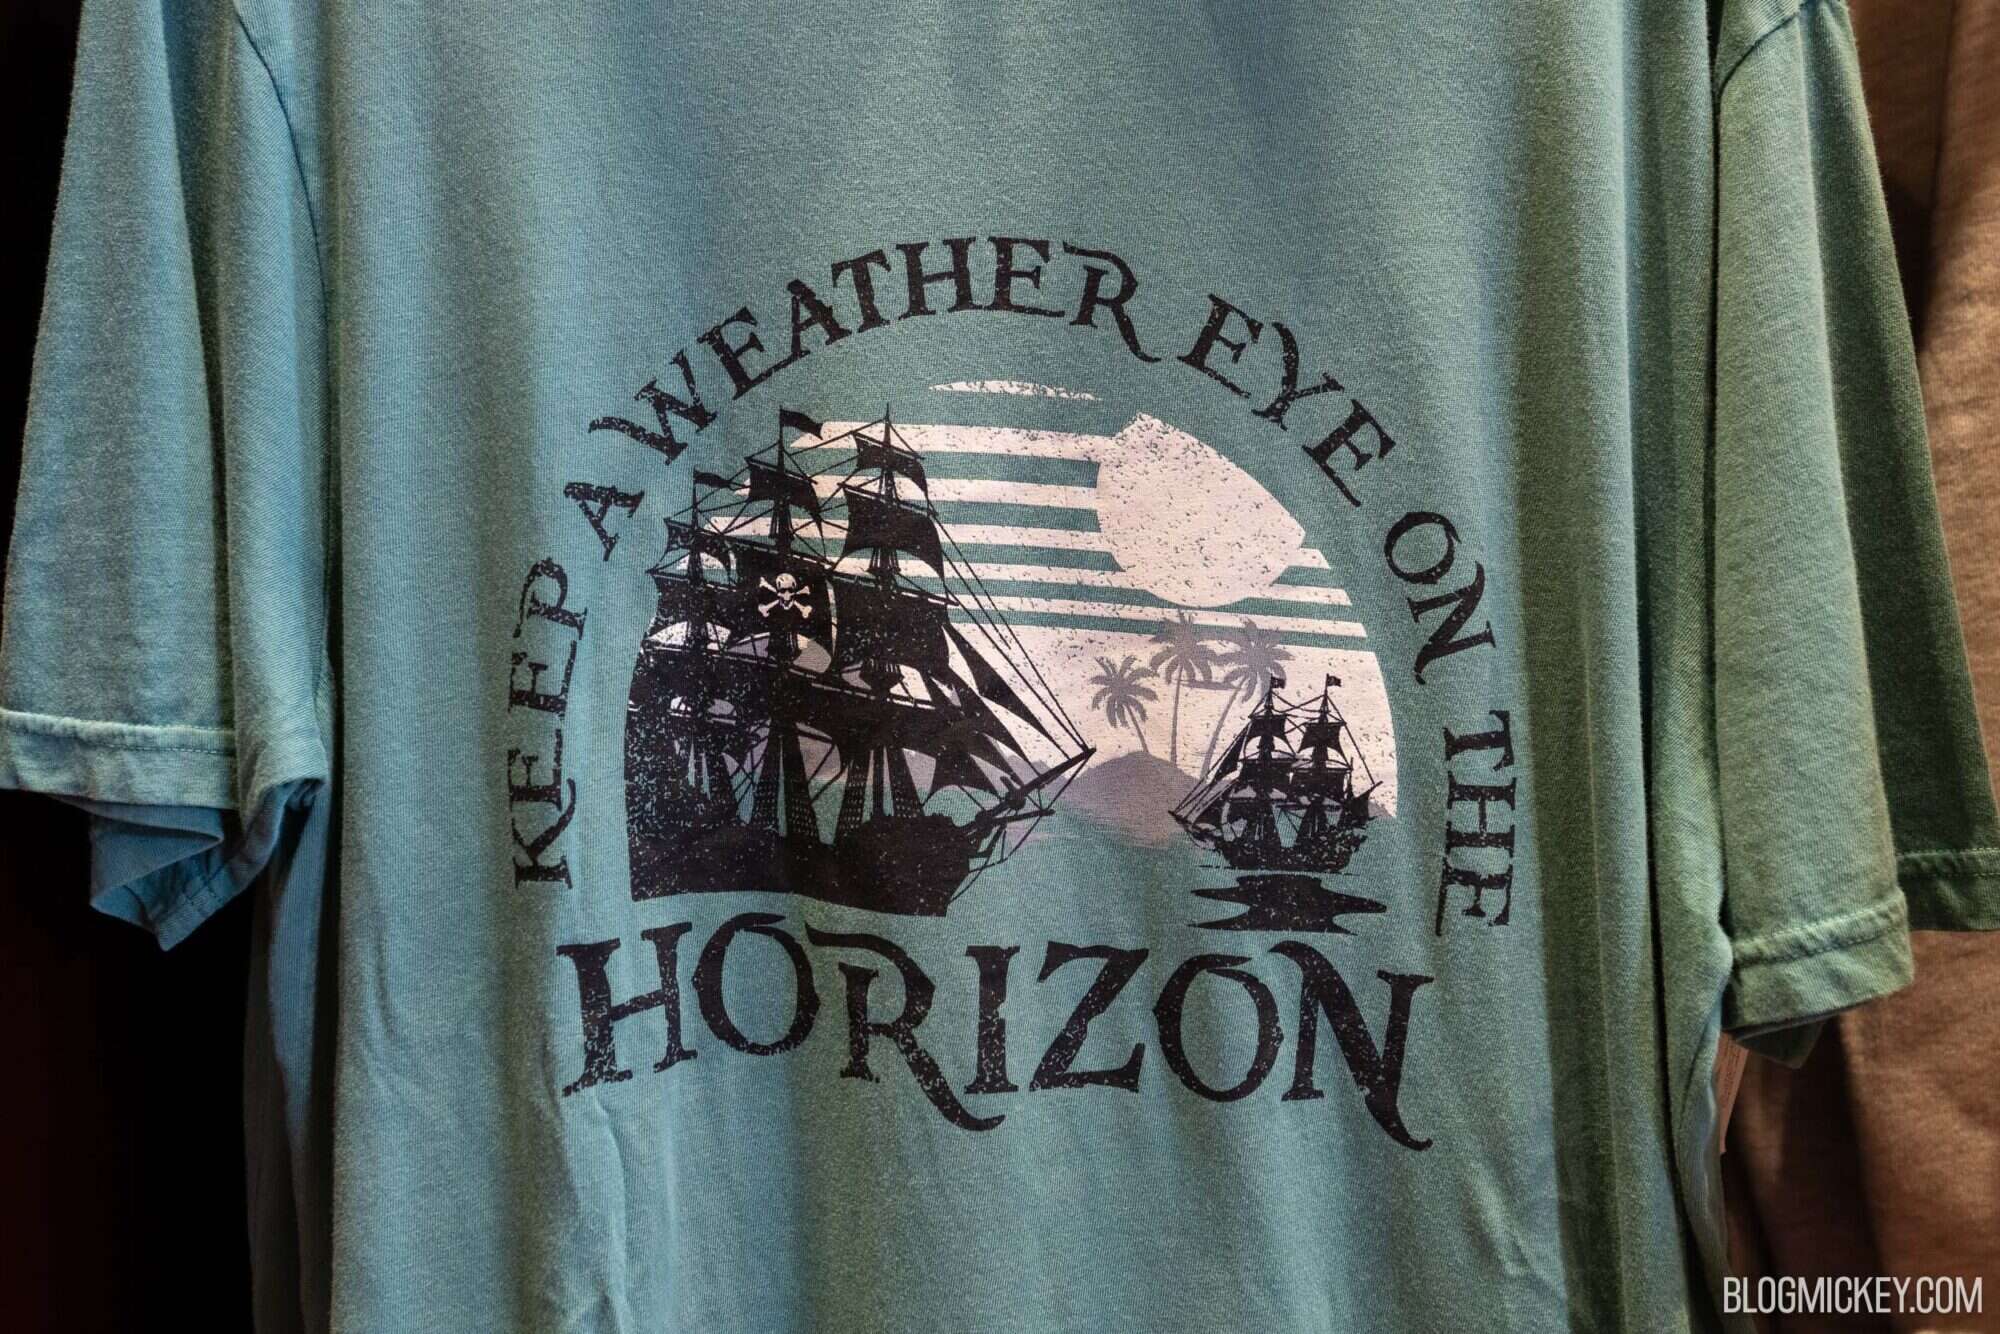 KEEP A WEATHER EYE ON THE
HORIZON
BLOGMICKEY.COM